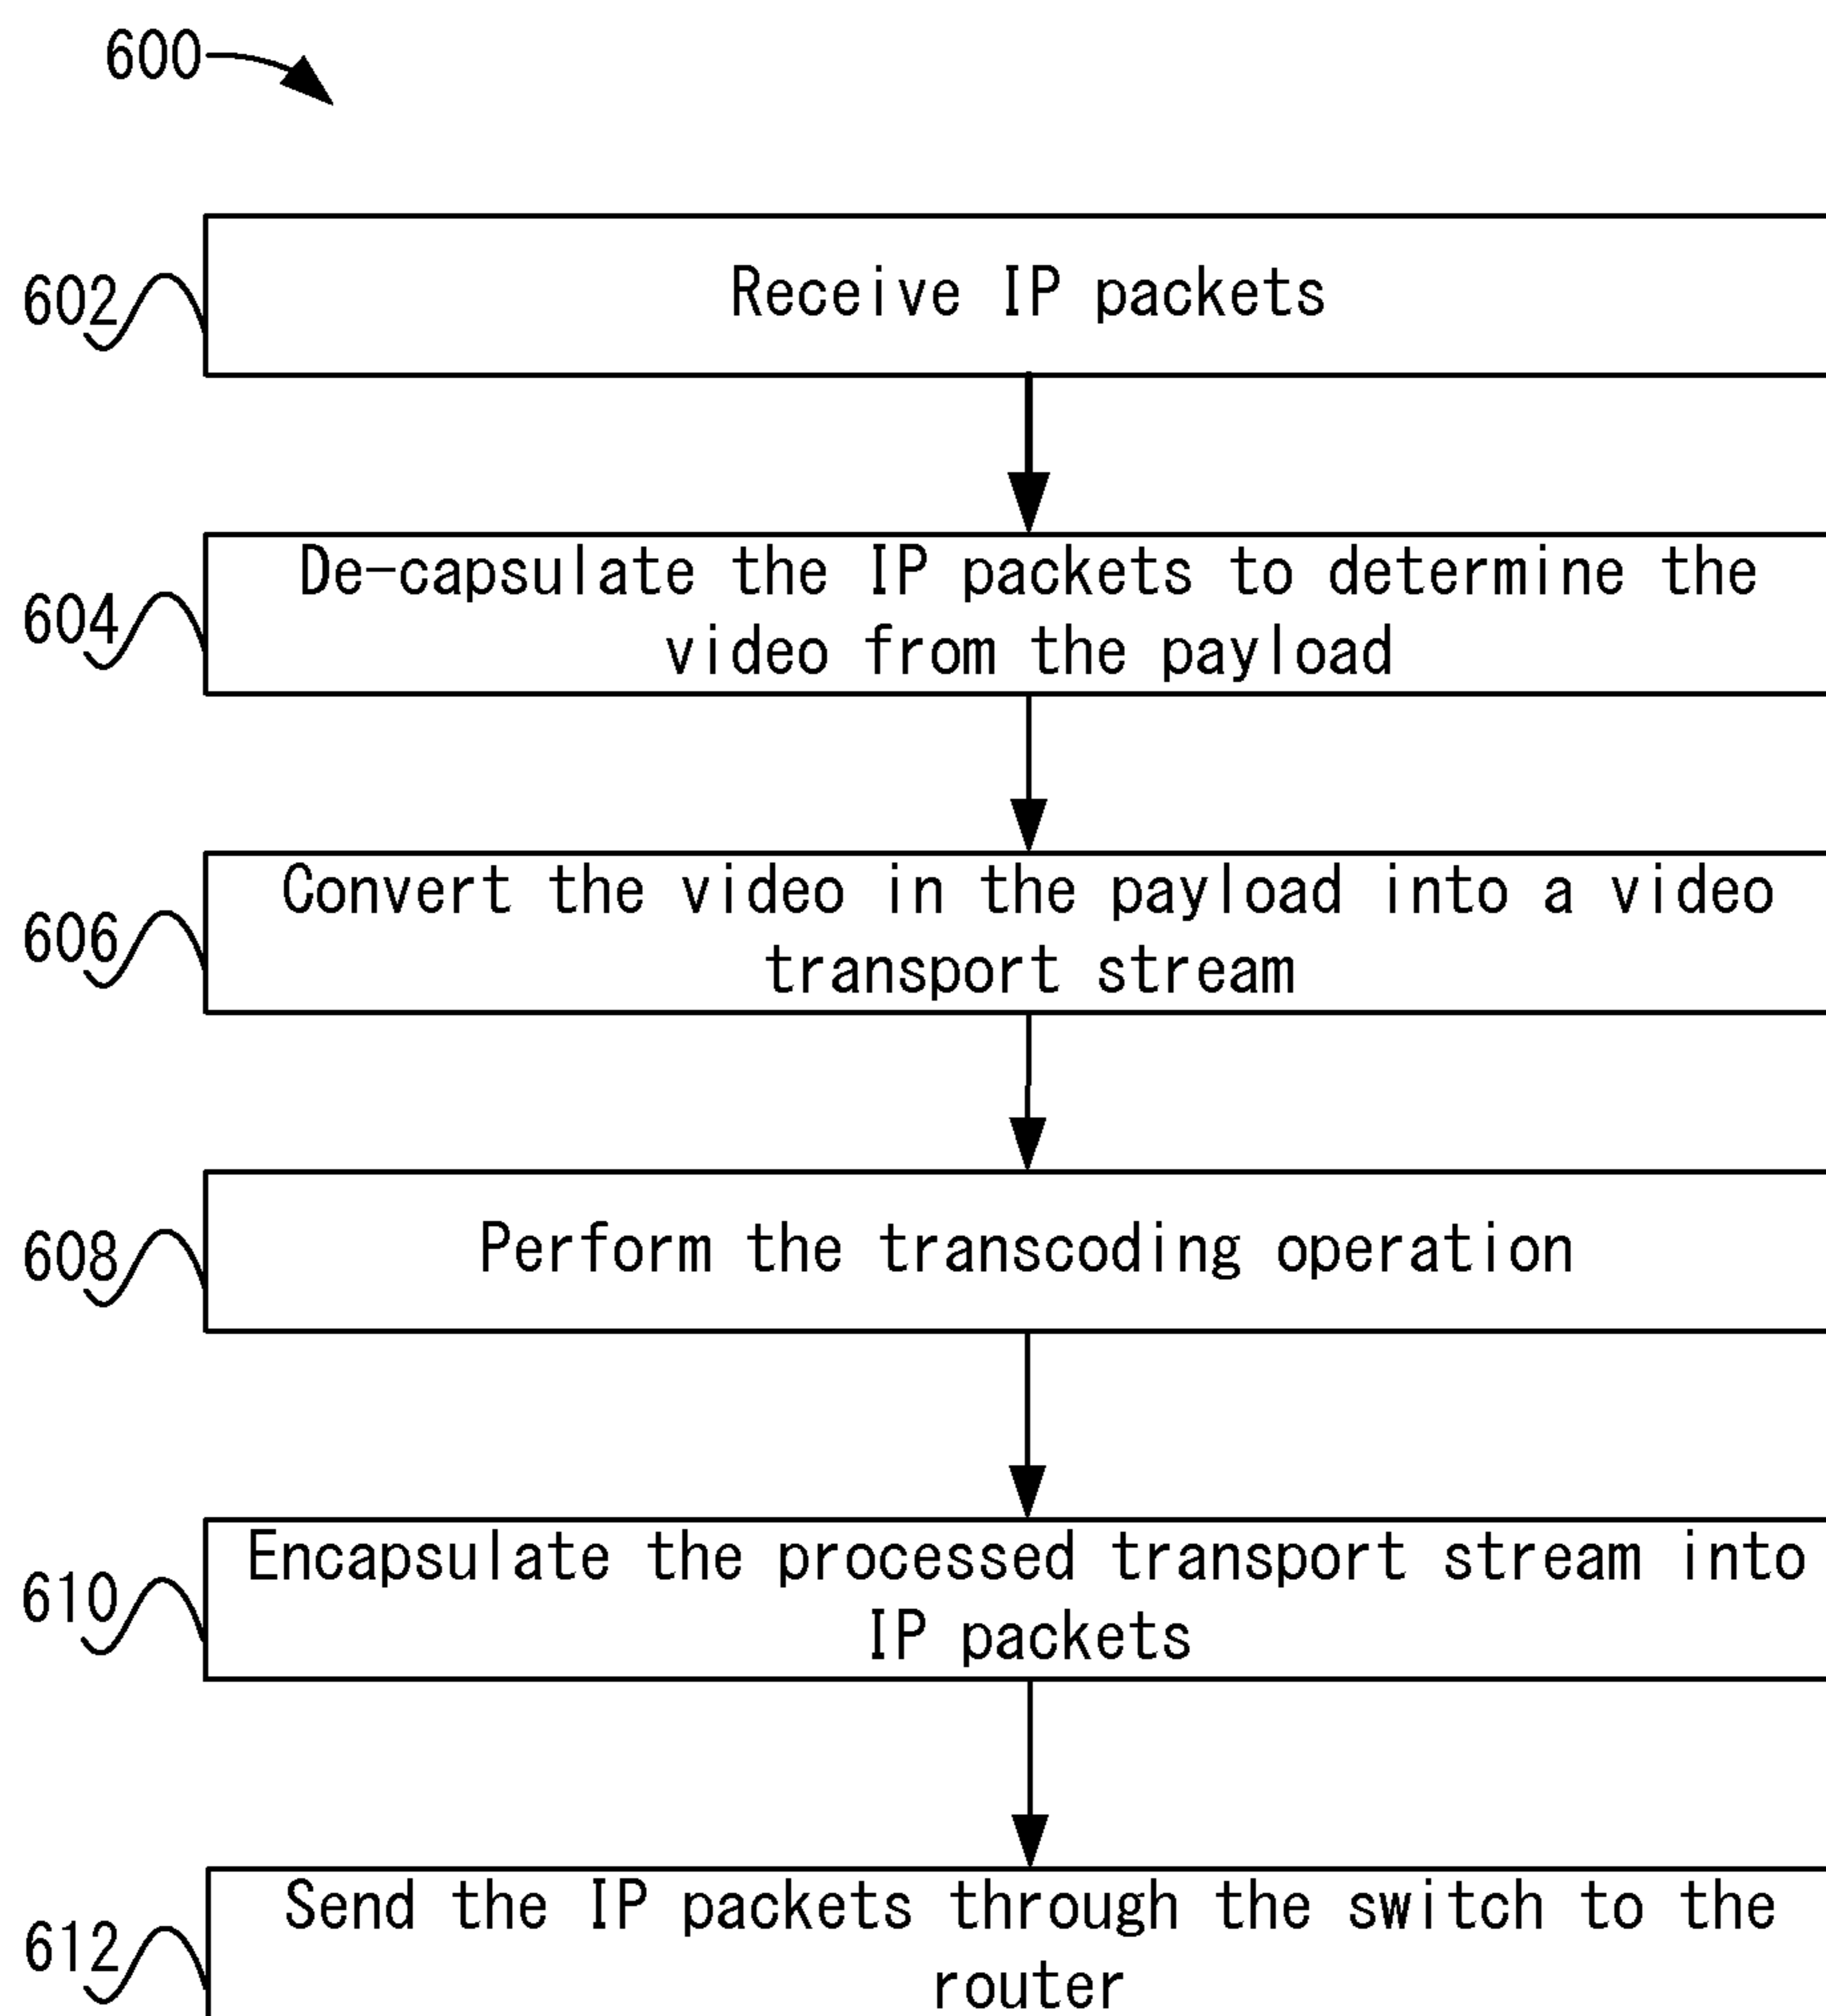 600
602
Receive IP packets
604
De-capsulate the IP packets to determine the
video from the payload
606
Convert the video in the payload into a video
transport stream
608
Perform the transcoding operation
610
Encapsulate the processed transport stream into
IP packets
612
Send the IP packets through the switch to the
router